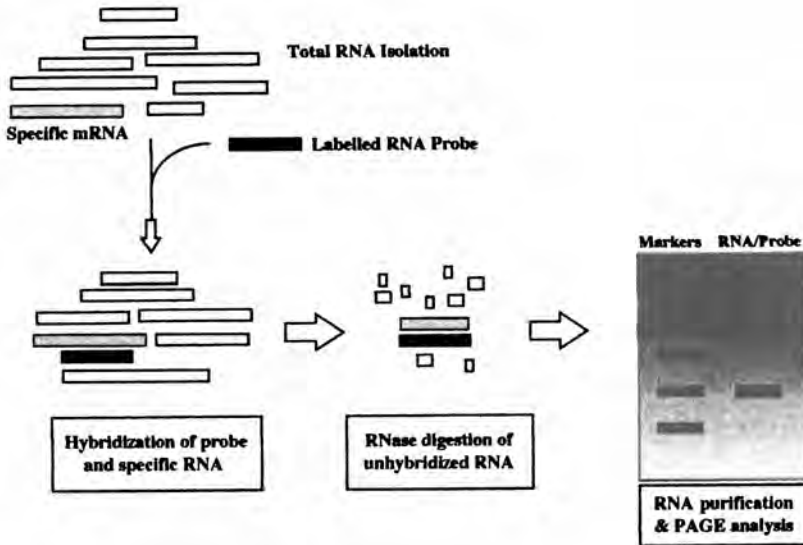 Total RNA Isolation
Specific mRNA
Labelled RNA Probe
Markers RNA/Probe
Hybridization of probe
and specific RNA
RNase digestion of
unhybridized RNA
RNA purification
& PAGE analysis